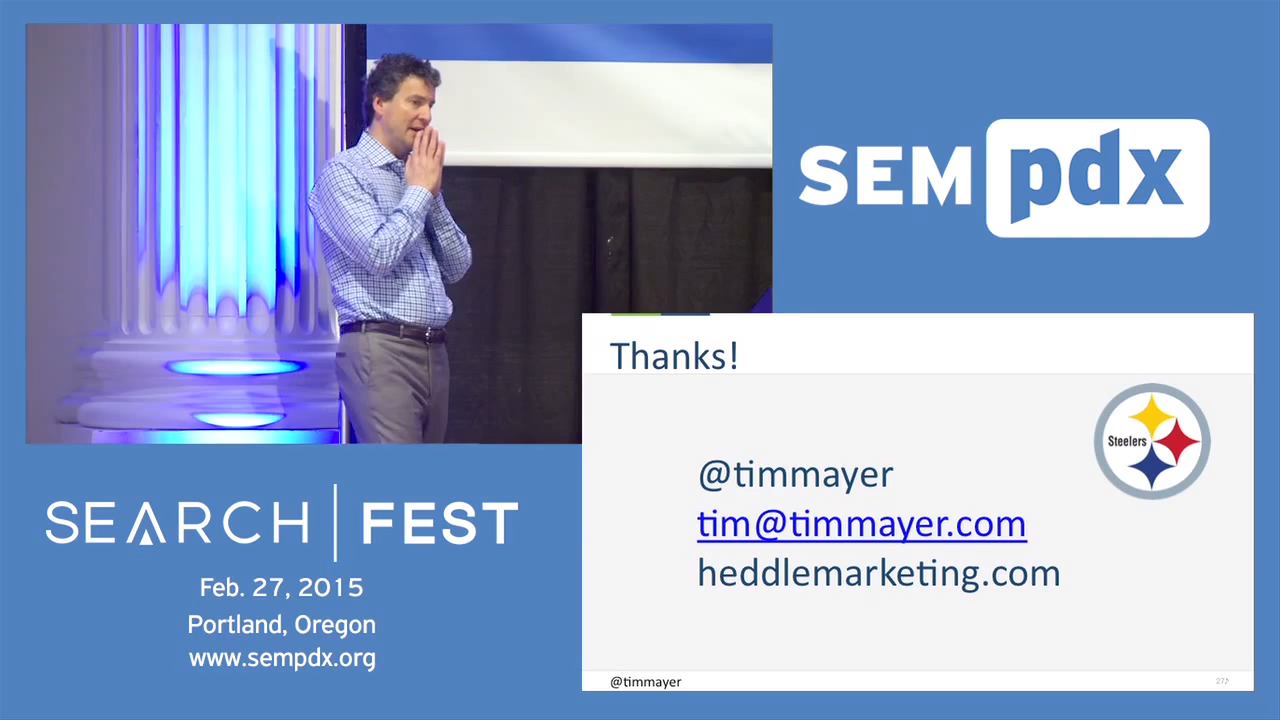 SEM pdx
Thanks!
Steelers
@timmayer
tim@timmayer.com
heddlemarketing.com
@timmayer
SEARCH FEST
Feb. 27, 2015
Portland, Oregon
www.sempdx.org